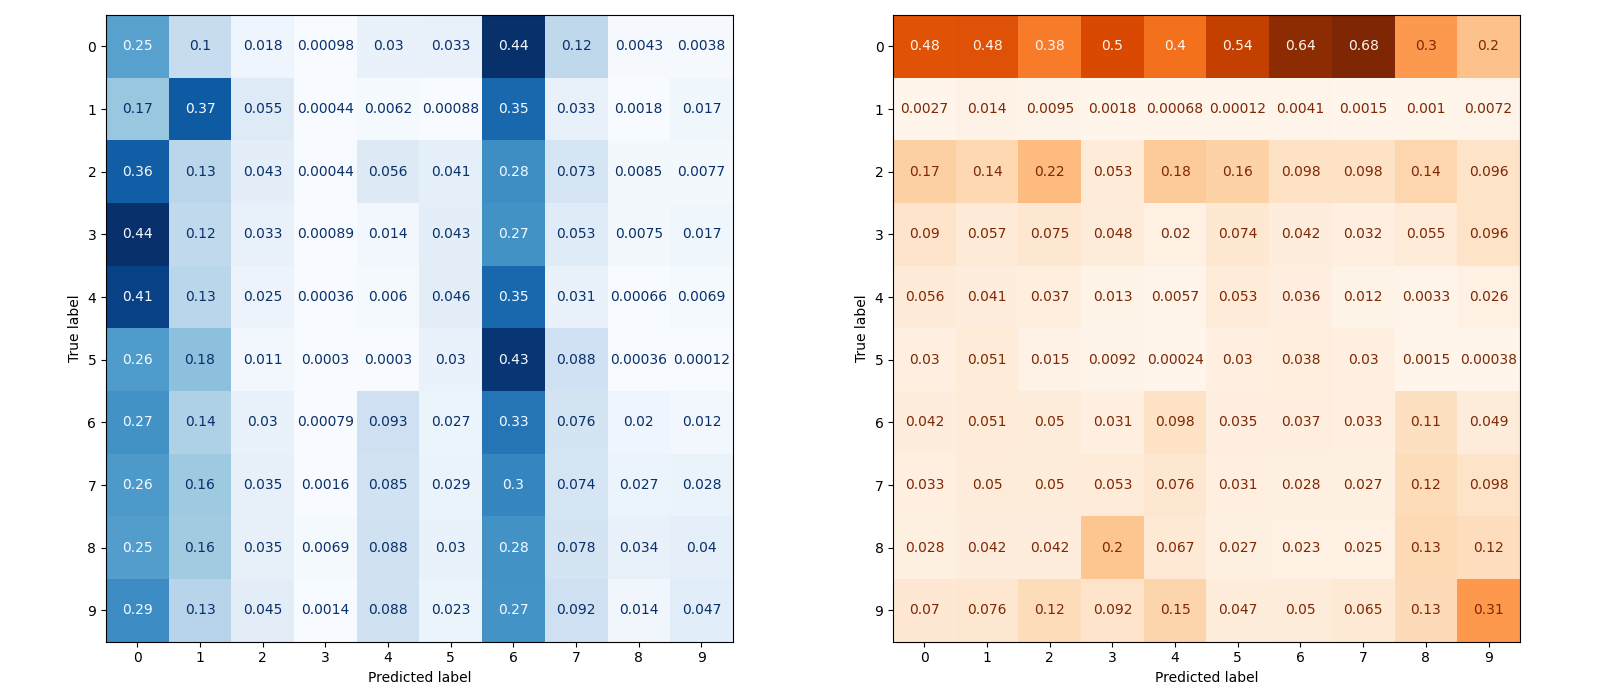 0 0.25 0.1 0.018 0.00098 0.03 0.033 0.44 0.12 0.0043 0.0038
1 0.17 0.37 0.055 0.00044 0.0062 0.00088 0.35 0.033 0.0018 0.017
2 0.36 0.13 0.043 0.00044 0.056 0.041 0.28 0.073 0.0085 0.0077
3 0.44 0.12 0.033 0.00089 0.014 0.043 0.27 0.053 0.0075 0.017
4 0.41 0.13 0.025 0.00036 0.006 0.046 0.35 0.031 0.00066 0.0069
5 0.26 0.18 0.011 0.0003 0.0003 0.03 0.43 0.088 0.00036 0.00012
6 0.27 0.14 0.03 0.00079 0.093 0.027 0.33 0.076 0.02 0.012
7 0.26 0.16 0.035 0.0016 0.085 0.029 0.3 0.074 0.027 0.028
8 0.25 0.16 0.035 0.0069 0.088 0.03 0.28 0.078 0.034 0.04
9 0.29 0.13 0.045 0.0014 0.088 0.023 0.27 0.092 0.014 0.047
0 1 2 3 4 5 6 7 8 9
Predicted label
True label
0 0.48 0.48 0.38 0.5 0.4 0.54 0.64 0.68 0.3 0.2
1 0.0027 0.014 0.0095 0.0018 0.00068 0.00012 0.0041 0.0015 0.001 0.0072
2 0.17 0.14 0.22 0.053 0.18 0.16 0.098 0.098 0.14 0.096
3 0.09 0.057 0.075 0.048 0.02 0.074 0.042 0.032 0.055 0.096
4 0.056 0.041 0.037 0.013 0.0057 0.053 0.036 0.012 0.0033 0.026
5 0.03 0.051 0.015 0.0092 0.00024 0.03 0.038 0.03 0.0015 0.00038
6 0.042 0.051 0.05 0.031 0.098 0.035 0.037 0.033 0.11 0.049
7 0.033 0.05 0.05 0.053 0.076 0.031 0.028 0.027 0.12 0.098
8 0.028 0.042 0.042 0.2 0.067 0.027 0.023 0.025 0.13 0.12
9 0.07 0.076 0.12 0.092 0.15 0.047 0.05 0.065 0.13 0.31
0 1 2 3 4 5 6 7 8 9
Predicted label
True label